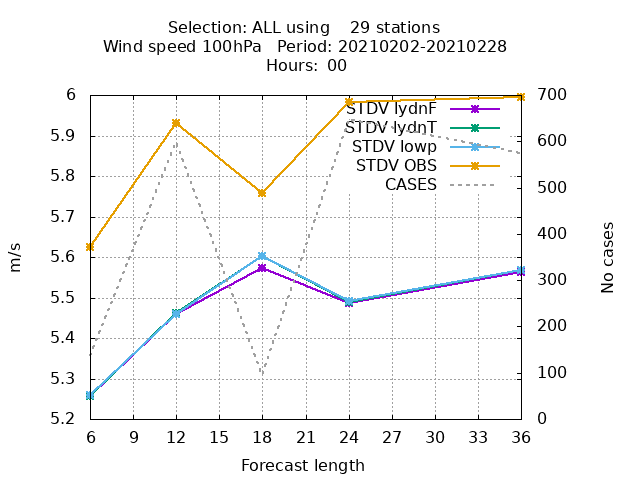 Selection: ALL using    29 stations
Wind speed 100hPa   Period: 20210202-20210228
Hours:  00
STDV lydnF
STDV lydnT
STDV lowp
STDV OBS
CASES
6
5.9
5.8
5.7
5.6
5.5
5.4
5.3
5.2
m/s
700
600
500
400
300
200
100
0
No cases
6 9 12 15 18 21 24 27 30 33 36
Forecast length